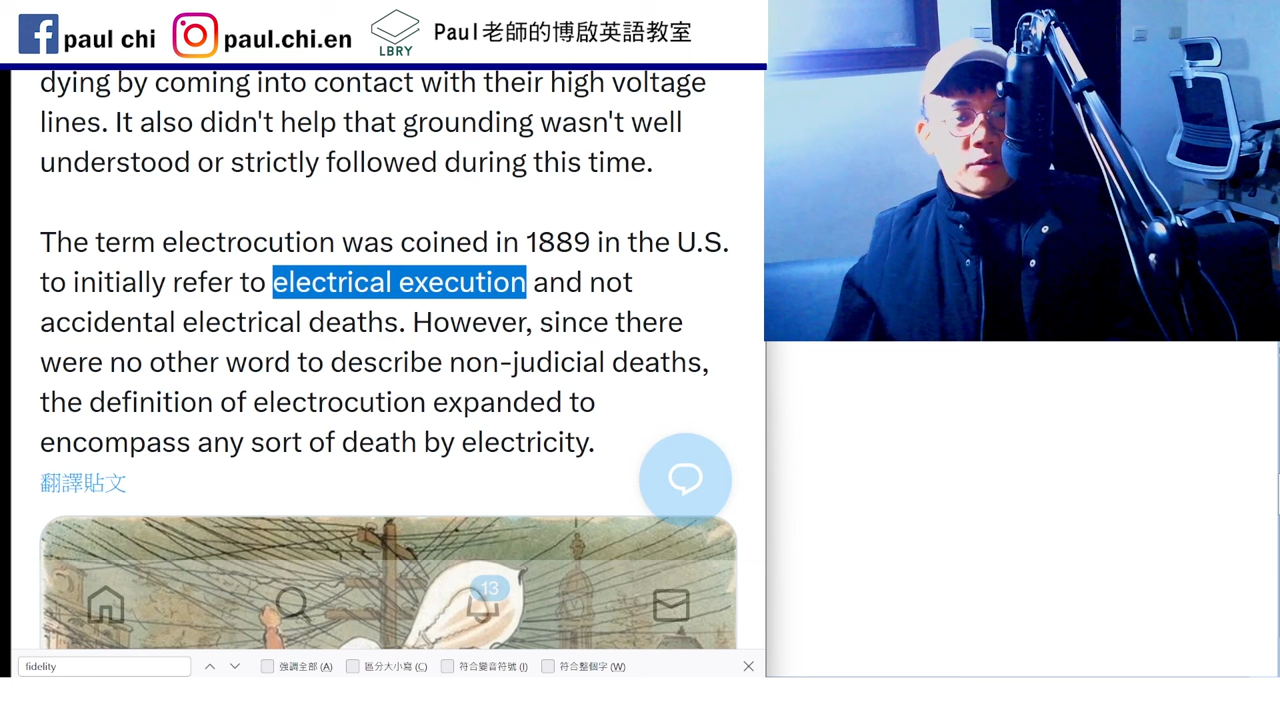 paul chi
paul.chi.en
LBRY
Paul老師的博啟英語教室
dying by coming into contact with their high voltage
lines. It also didn't help that grounding wasn't well
understood or strictly followed during this time.
The term electrocution was coined in 1889 in the U.S.
to initially refer to electrical execution and not
accidental electrical deaths. However, since there
were no other word to describe non-judicial deaths,
the definition of electrocution expanded to
encompass any sort of death by electricity.
翻譯貼文
13
fidelity
強調全部 (A)
區分大小寫 (C)
符合變音符號 (I)
符合整個字 (W)